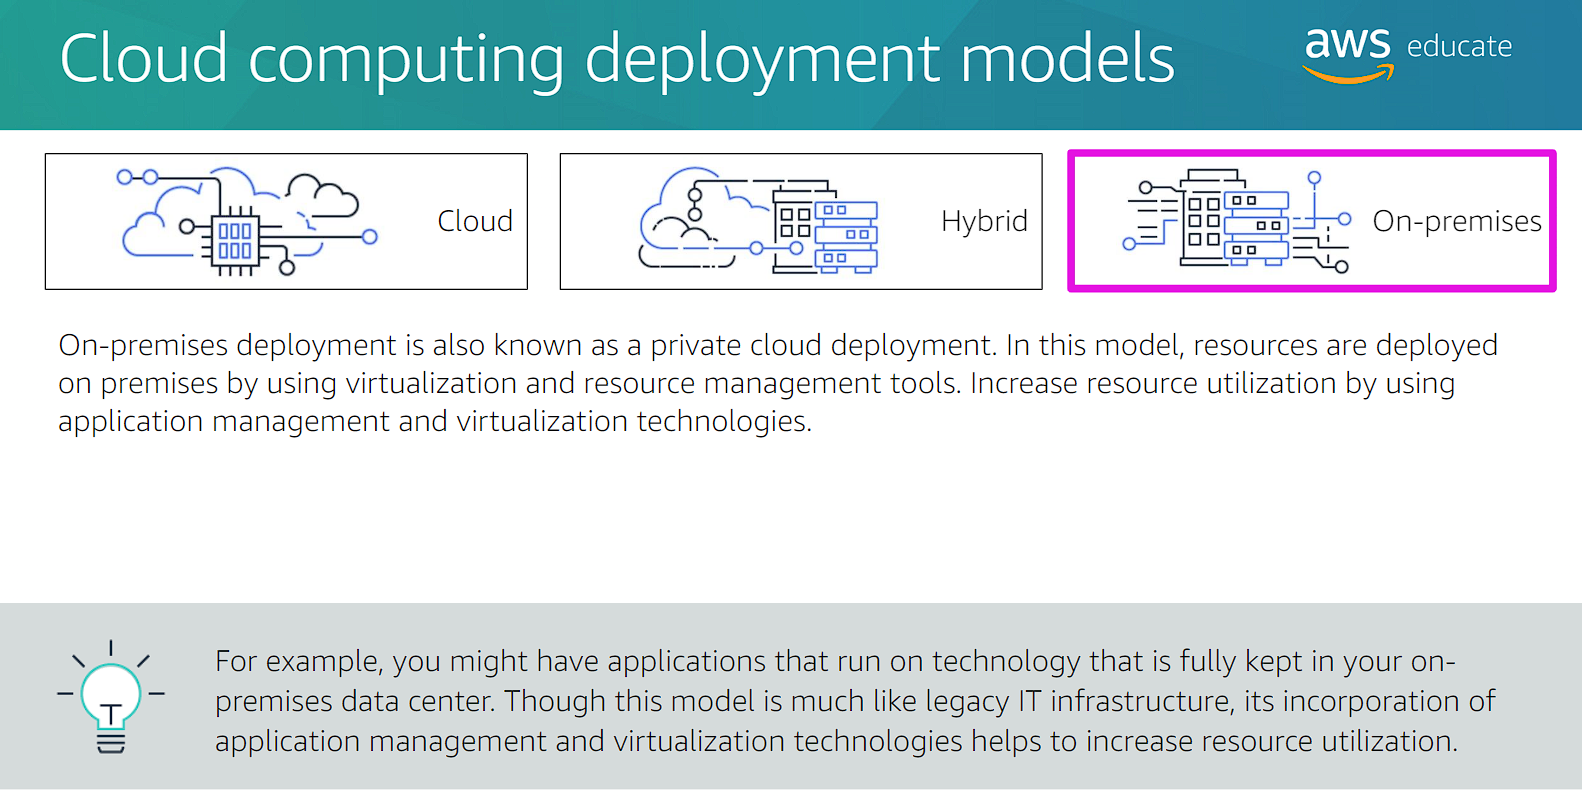 Cloud computing deployment models
aws educate
Cloud
Hybrid
On-premises
On-premises deployment is also known as a private cloud deployment. In this model, resources are deployed
on premises by using virtualization and resource management tools. Increase resource utilization by using
application management and virtualization technologies.
For example, you might have applications that run on technology that is fully kept in your on-
premises data center. Though this model is much like legacy IT infrastructure, its incorporation of
application management and virtualization technologies helps to increase resource utilization.